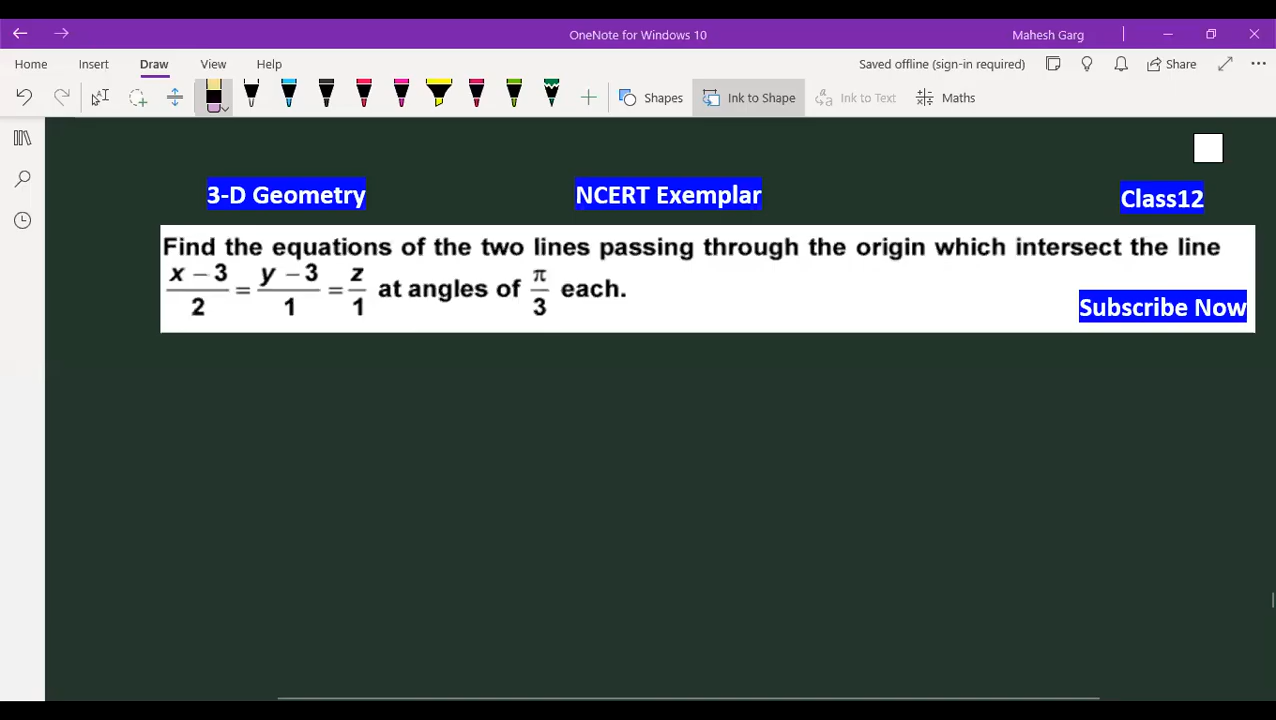 OneNote for Windows 10
Mahesh Garg
Home Insert Draw View Help
Saved offline (sign-in required)
Share
Shapes
Ink to Shape
Ink to Text
Maths
3-D Geometry
NCERT Exemplar
Class12
Find the equations of the two lines passing through the origin which intersect the line
x – 3/2 = y – 3/1 = z/1 at angles of π/3 each.
Subscribe Now